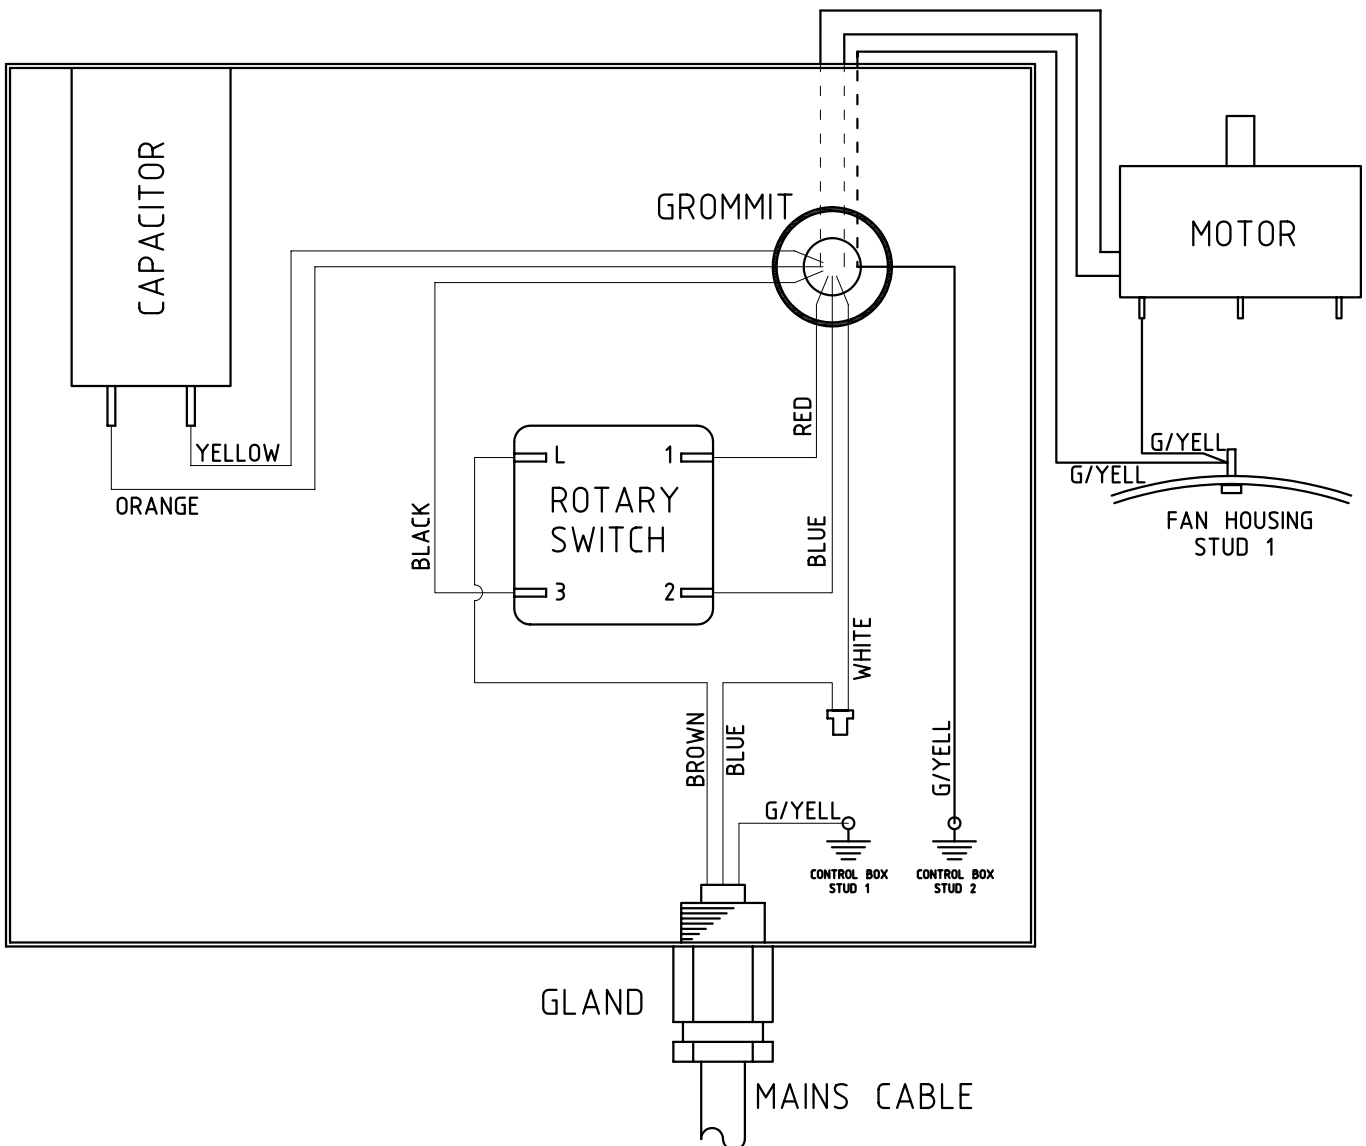 CAPACITOR
GROMMIT
MOTOR
YELLOW
ORANGE
BLACK
RED
BLUE
L
1
ROTARY
SWITCH
3
2
G/YELL
G/YELL
FAN HOUSING
STUD 1
WHITE
BROWN
BLUE
G/YELL
G/YELL
CONTROL BOX
STUD 1
CONTROL BOX
STUD 2
GLAND
MAINS CABLE